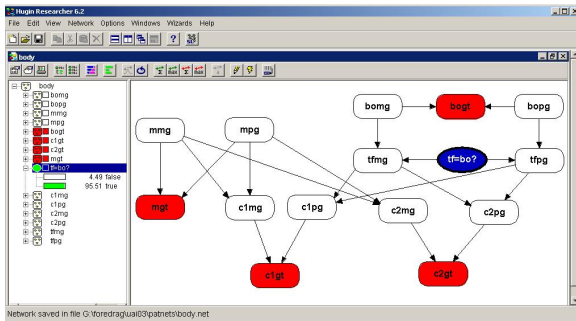 Hugin Researcher 6.2
File Edit View Network Options Windows Wizards Help
body
body
bomg
bopg
mmg
mpg
bogt
c1gt
c2gt
mgt
tf=bo?
4.49 false
95.51 true
c1mg
c1pg
c2mg
c2pg
tfmg
tfpg
bomg
bogt
bopg
mmg
mpg
tfmg
tf=bo?
tfpg
mgt
c1mg
c1pg
c2mg
c2pg
c1gt
c2gt
Network saved in file G:\foredrag\uai03\patnets\body.net